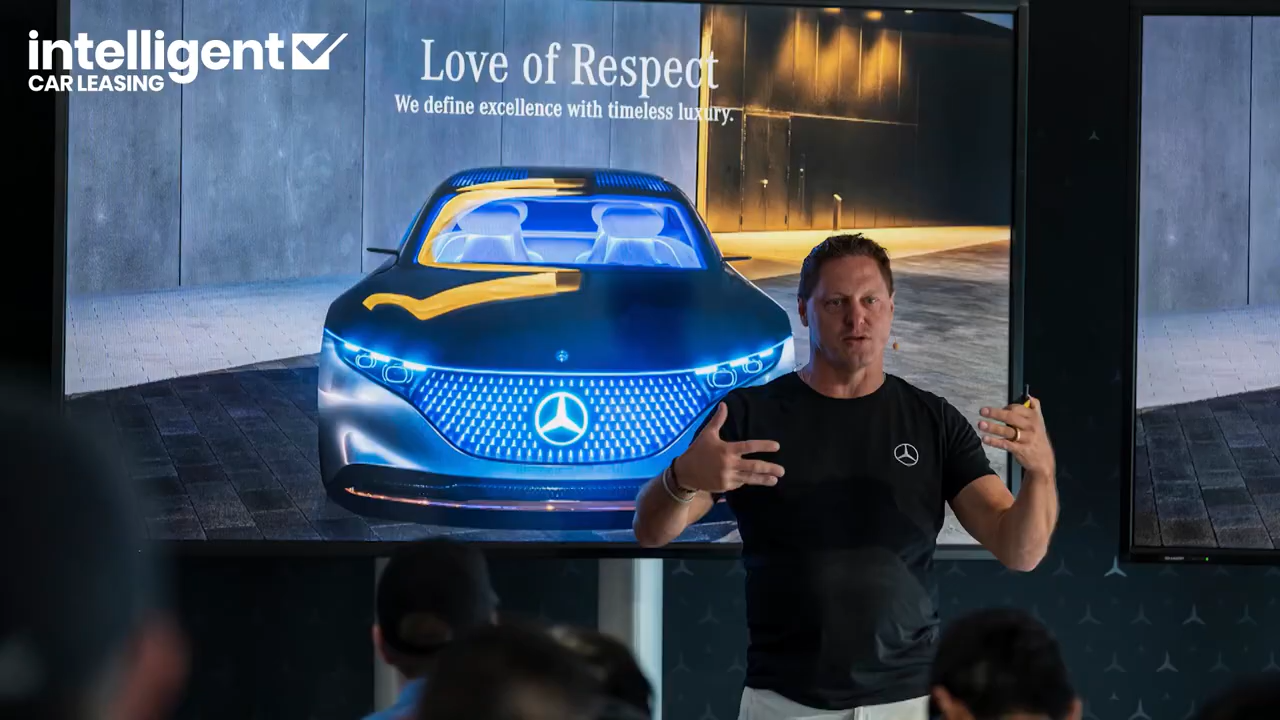 intelligent
CAR LEASING
Love of Respect
We define excellence with timeless luxury.